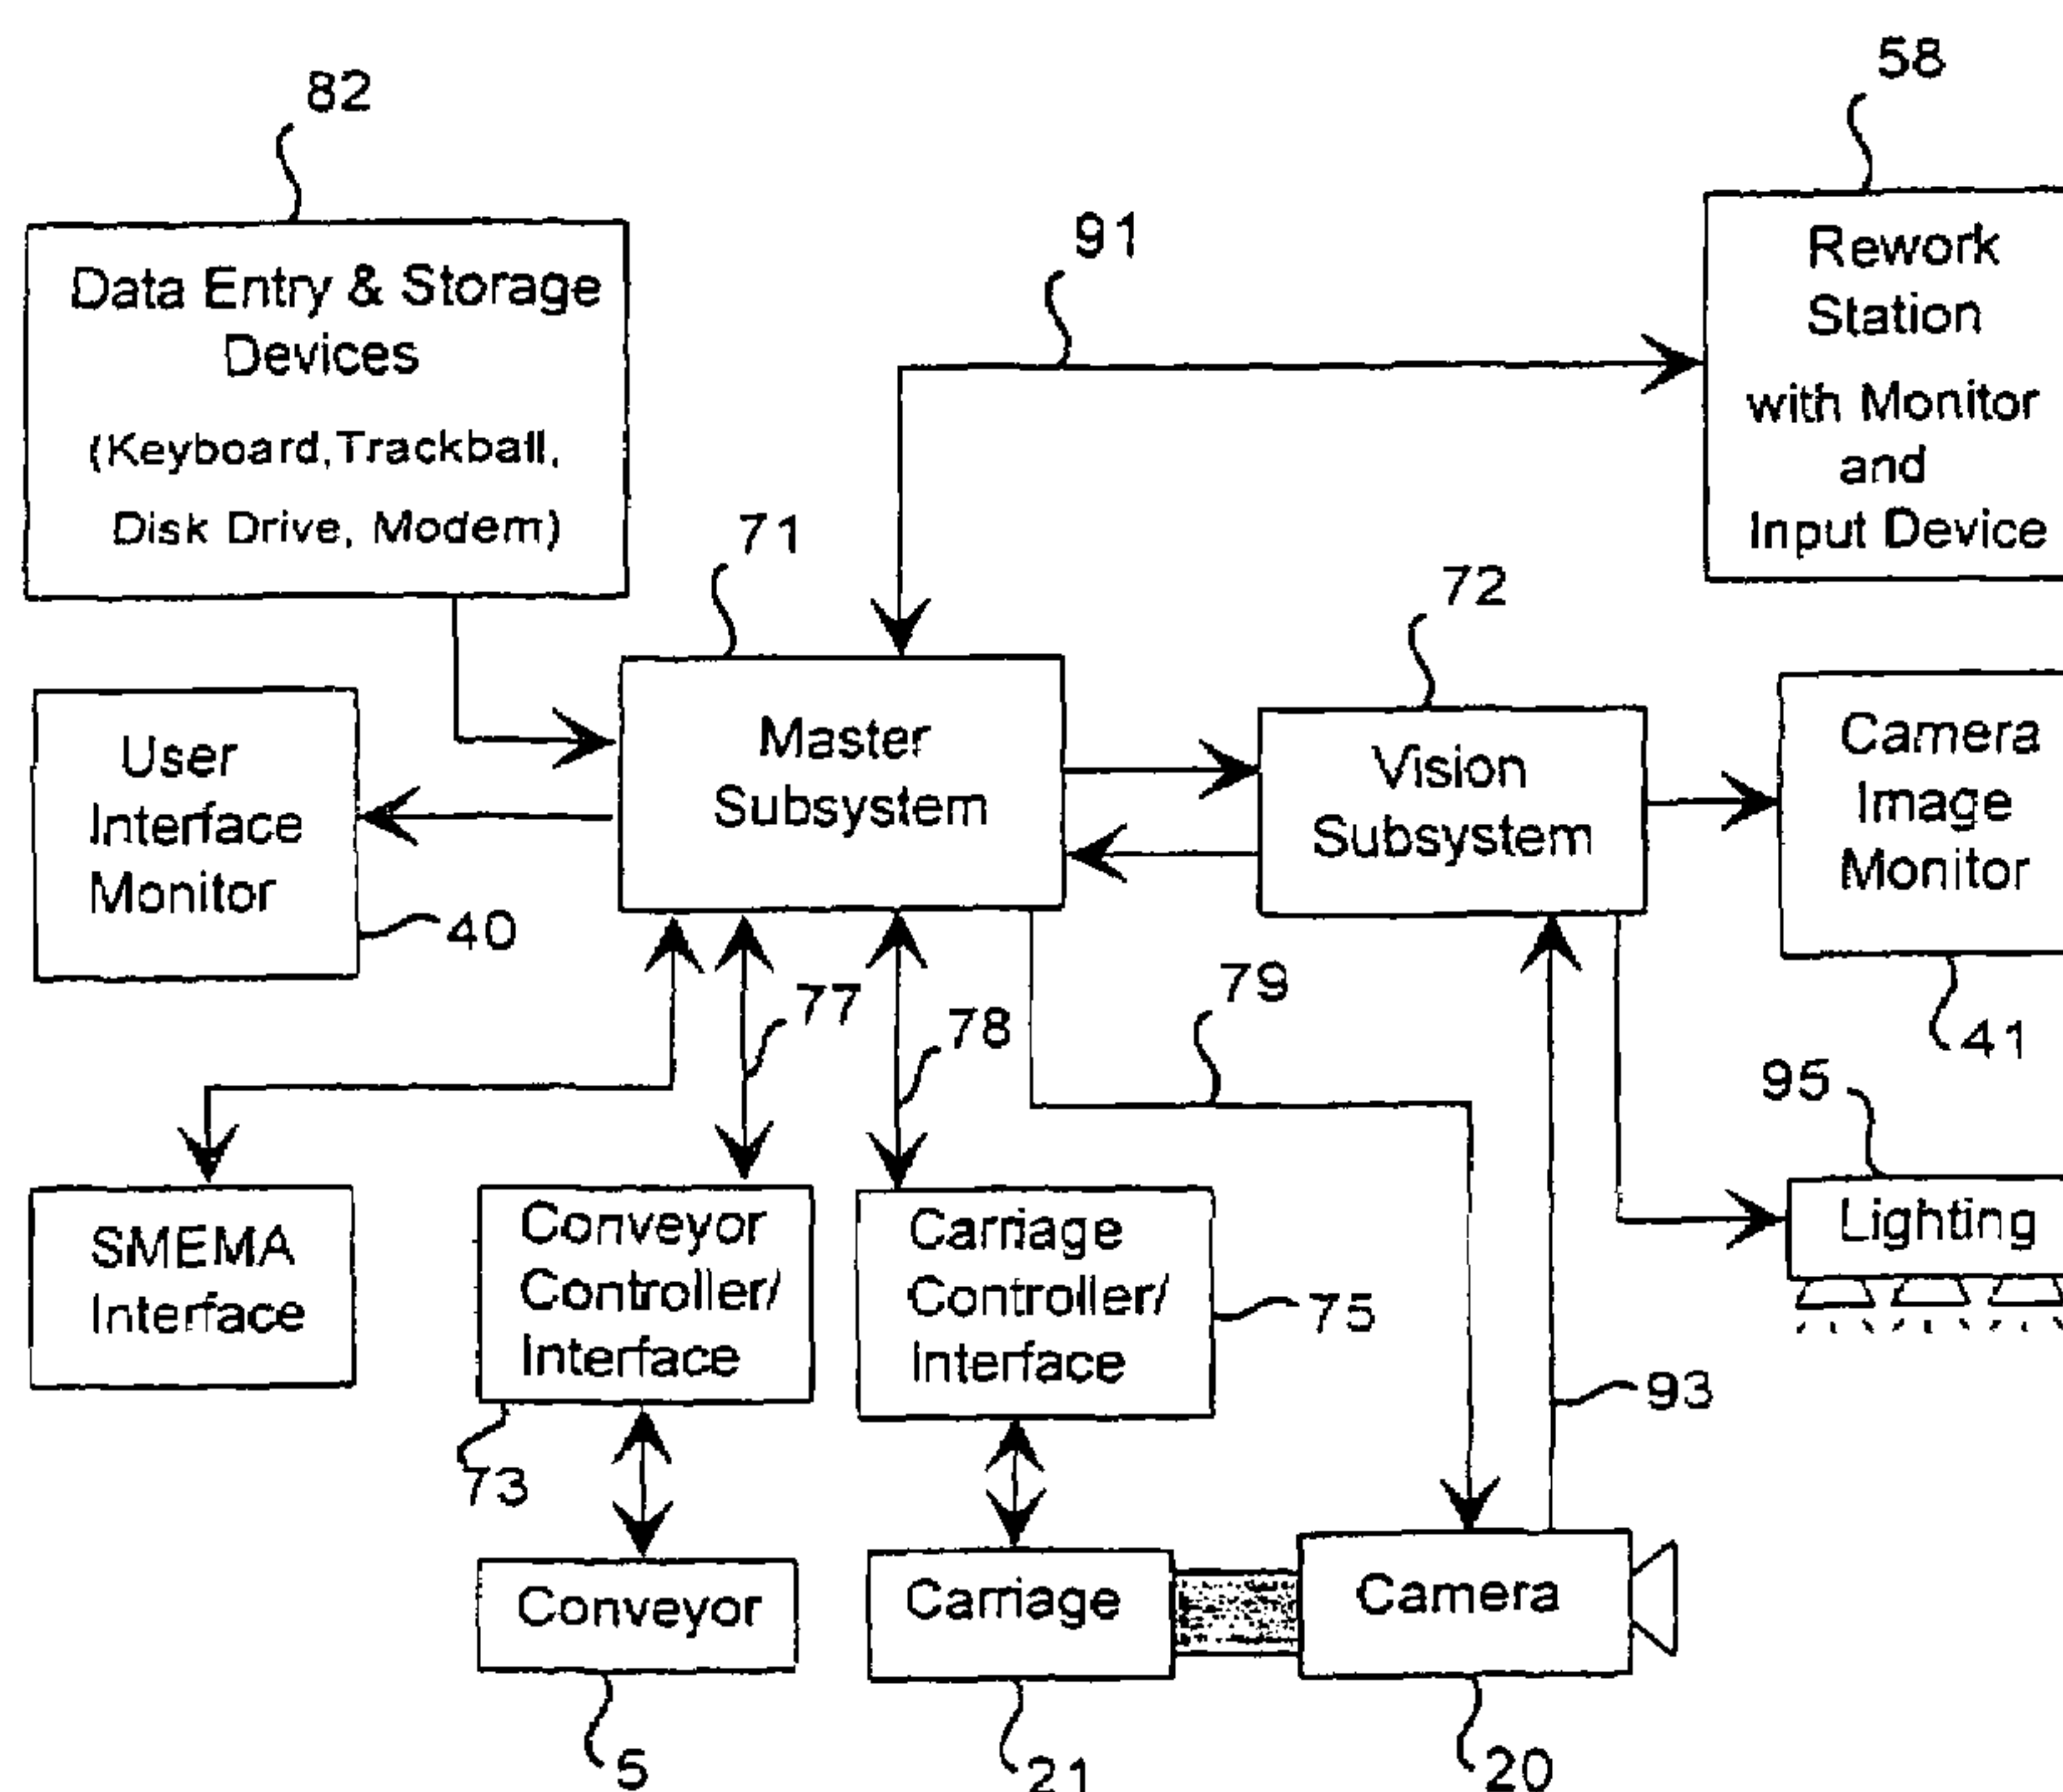 82
58
Data Entry & Storage
Devices
(Keyboard,Trackball,
Disk Drive, Modem)
91
Rework
Station
with Monitor
and
Input Device
71
72
Master
Subsystem
Vision
Subsystem
Camera
Image
Monitor
User
Interface
Monitor
40
77
78
79
41
95
SMEMA
Interface
Conveyor
Controller/
Interface
Carriage
Controller/
Interface
75
Lighting
93
73
Conveyor
Carriage
Camera
5
21
20